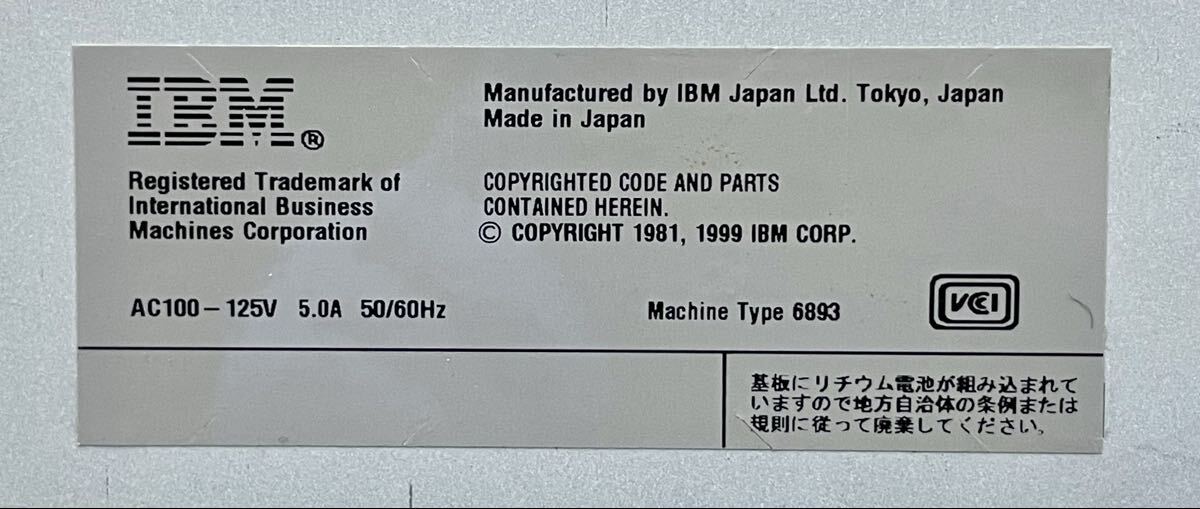 IBM®
Registered Trademark of
International Business
Machines Corporation
Manufactured by IBM Japan Ltd. Tokyo, Japan
Made in Japan
COPYRIGHTED CODE AND PARTS
CONTAINED HEREIN.
© COPYRIGHT 1981, 1999 IBM CORP.
AC100－125V 5.0A 50/60Hz
Machine Type 6893
VCCI
基板にリチウム電池が組み込まれて
いますので地方自治体の条例または
規則に従って廃棄してください。